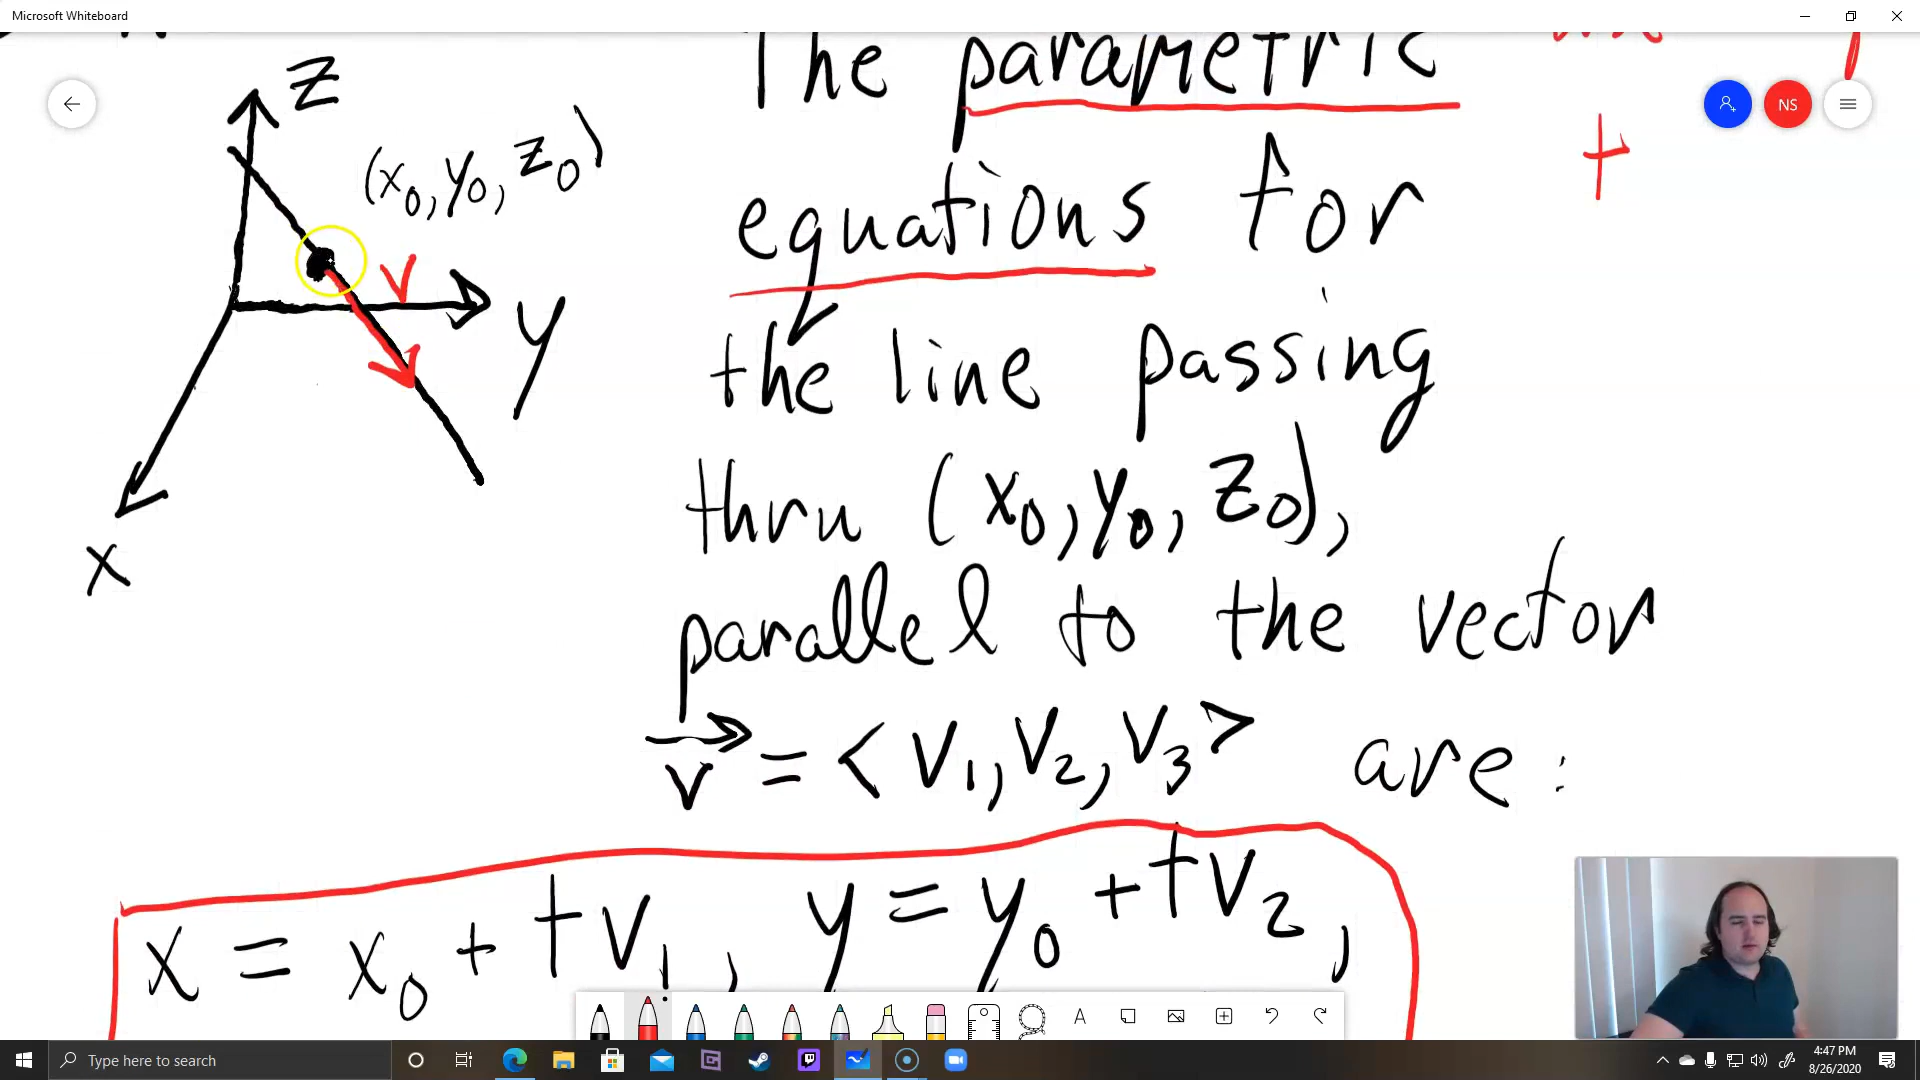 Microsoft Whiteboard
z
(x₀, y₀, z₀)
v
y
x
The parametric
equations for
the line passing
thru (x₀, y₀, z₀),
parallel to the vector
v⃗ = <v₁, v₂, v₃> are:
x = x₀ + tv₁, y = y₀ + tv₂,
t
NS
A
Type here to search
4:47 PM
8/26/2020